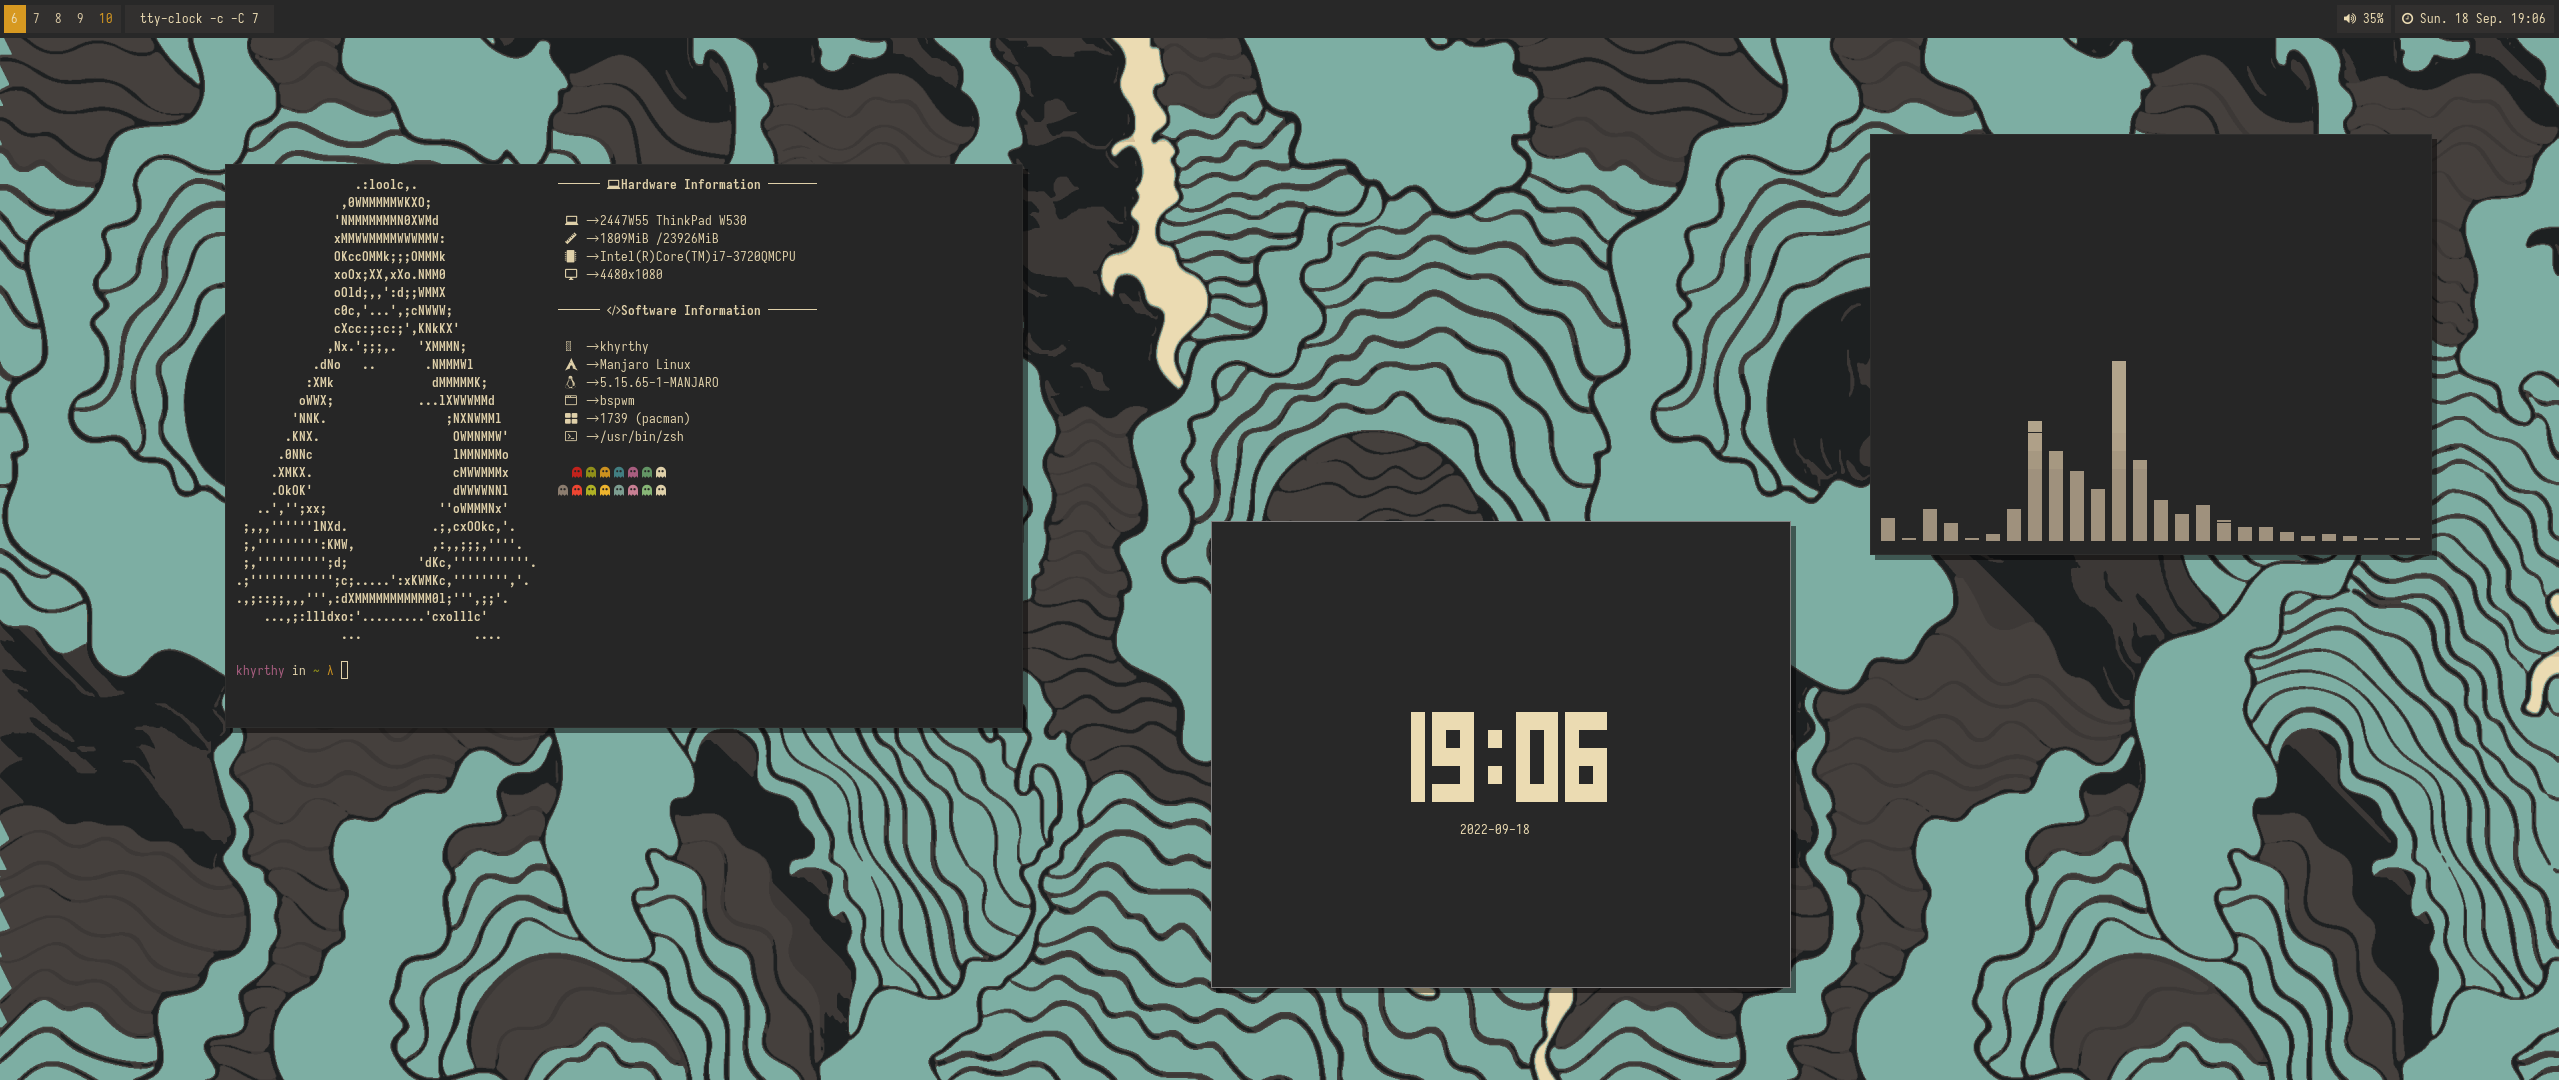 6 7 8 9 10 tty-clock -c -C 7
35% Sun. 18 Sep. 19:06
Hardware Information
→2447W55 ThinkPad W530
→1809MiB /23926MiB
→Intel(R)Core(TM)i7-3720QMCPU
→4480x1080
</>Software Information
→khyrthy
→Manjaro Linux
→5.15.65-1-MANJARO
→bspwm
→1739 (pacman)
→/usr/bin/zsh
khyrthy in ~ λ
19:06
2022-09-18